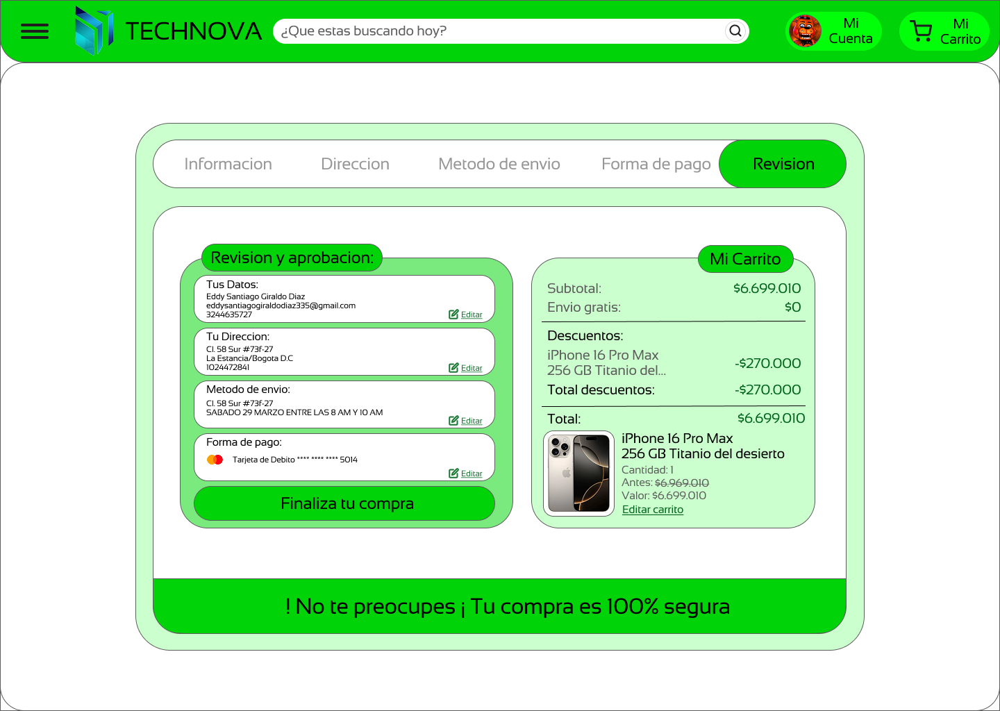 TECHNOVA
¿Que estas buscando hoy?
Mi
Cuenta
Mi
Carrito
Informacion
Direccion
Metodo de envio
Forma de pago
Revision
Revision y aprobacion:
Tus Datos:
Eddy Santiago Giraldo Diaz
eddysantiagogiraldodiaz335@gmail.com
3244635727
Editar
Tu Direccion:
Cl. 58 Sur #73f-27
La Estancia/Bogota D.C
1024472841
Editar
Metodo de envio:
Cl. 58 Sur #73f-27
SABADO 29 MARZO ENTRE LAS 8 AM Y 10 AM
Editar
Forma de pago:
Tarjeta de Debito **** **** **** 5014
Editar
Finaliza tu compra
Mi Carrito
Subtotal: $6.699.010
Envio gratis: $0
Descuentos:
iPhone 16 Pro Max
256 GB Titanio del...
-$270.000
Total descuentos: -$270.000
Total: $6.699.010
iPhone 16 Pro Max
256 GB Titanio del desierto
Cantidad: 1
Antes: $6.969.010
Valor: $6.699.010
Editar carrito
! No te preocupes ¡ Tu compra es 100% segura